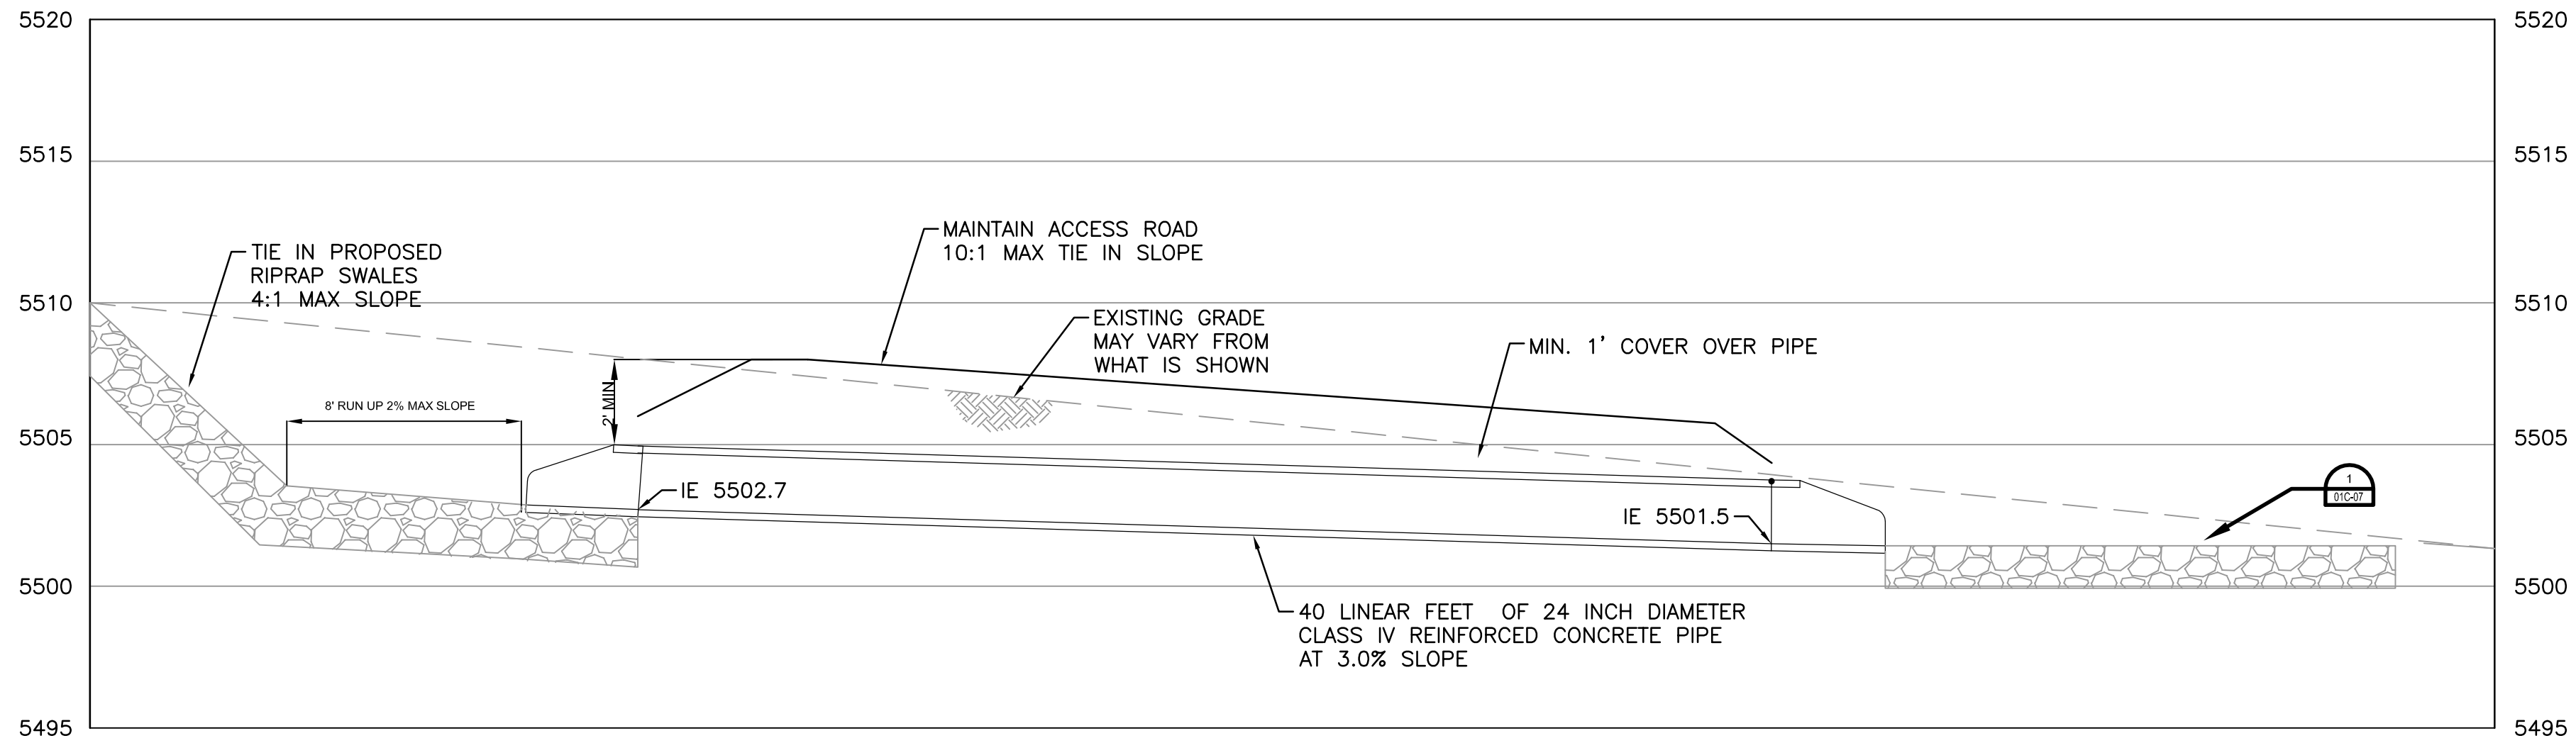 5520
5520
5515
5515
MAINTAIN ACCESS ROAD
10:1 MAX TIE IN SLOPE
TIE IN PROPOSED
RIPRAP SWALES
4:1 MAX SLOPE
5510
5510
EXISTING GRADE
MAY VARY FROM
WHAT IS SHOWN
MIN. 1' COVER OVER PIPE
2' MIN
8' RUN UP 2% MAX SLOPE
5505
5505
IE 5502.7
1
01C-07
IE 5501.5
5500
5500
40 LINEAR FEET  OF 24 INCH DIAMETER
CLASS IV REINFORCED CONCRETE PIPE
AT 3.0% SLOPE
5495
5495